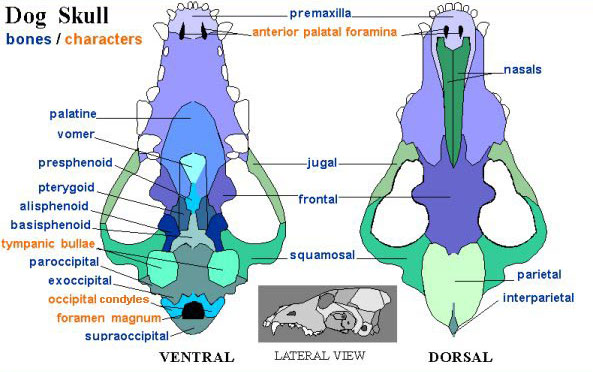 Dog Skull
bones / characters
premaxilla
anterior palatal foramina
nasals
palatine
vomer
presphenoid
jugal
pterygoid
frontal
alisphenoid
basisphenoid
tympanic bullae
squamosal
paroccipital
parietal
exoccipital
interparietal
occipital condyles
foramen magnum
supraoccipital
VENTRAL
LATERAL VIEW
DORSAL